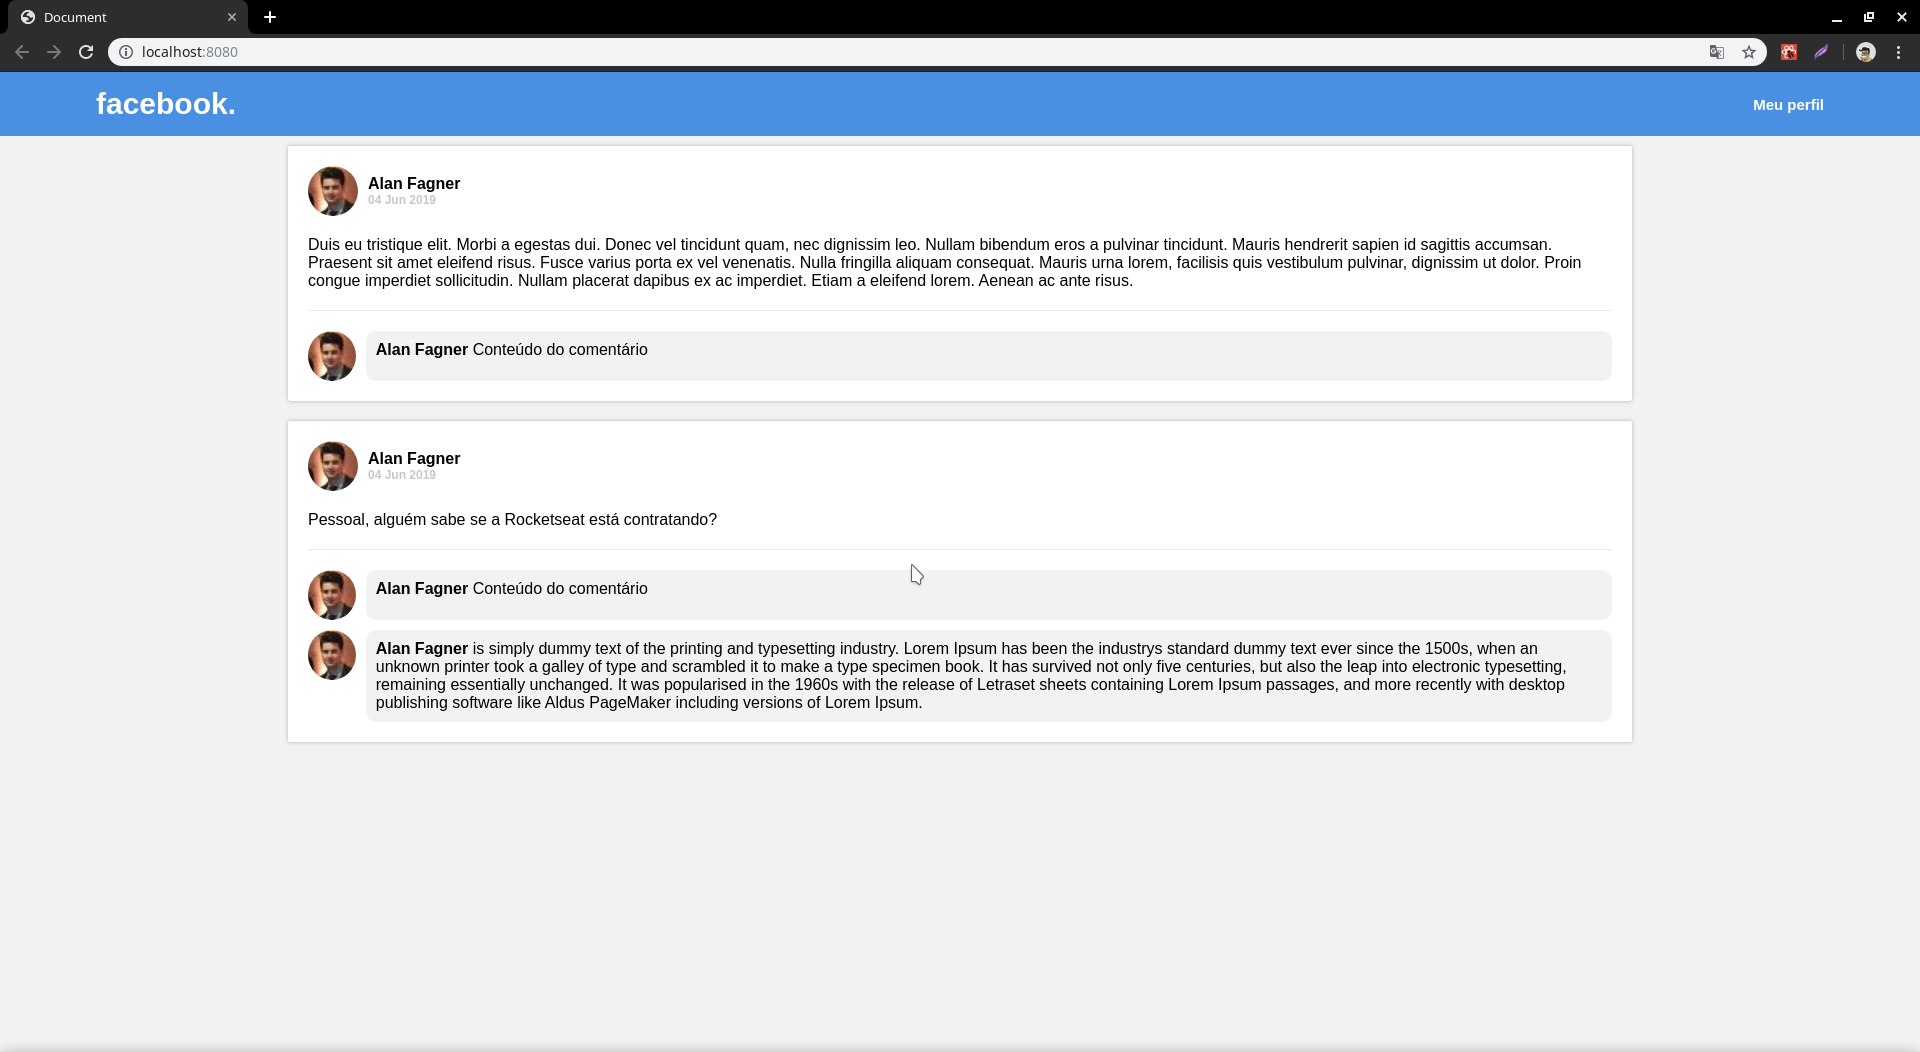 Document
localhost:8080
facebook.
Meu perfil
Alan Fagner
04 Jun 2019
Duis eu tristique elit. Morbi a egestas dui. Donec vel tincidunt quam, nec dignissim leo. Nullam bibendum eros a pulvinar tincidunt. Mauris hendrerit sapien id sagittis accumsan.
Praesent sit amet eleifend risus. Fusce varius porta ex vel venenatis. Nulla fringilla aliquam consequat. Mauris urna lorem, facilisis quis vestibulum pulvinar, dignissim ut dolor. Proin
congue imperdiet sollicitudin. Nullam placerat dapibus ex ac imperdiet. Etiam a eleifend lorem. Aenean ac ante risus.
Alan Fagner Conteúdo do comentário
Alan Fagner
04 Jun 2019
Pessoal, alguém sabe se a Rocketseat está contratando?
Alan Fagner Conteúdo do comentário
Alan Fagner is simply dummy text of the printing and typesetting industry. Lorem Ipsum has been the industrys standard dummy text ever since the 1500s, when an
unknown printer took a galley of type and scrambled it to make a type specimen book. It has survived not only five centuries, but also the leap into electronic typesetting,
remaining essentially unchanged. It was popularised in the 1960s with the release of Letraset sheets containing Lorem Ipsum passages, and more recently with desktop
publishing software like Aldus PageMaker including versions of Lorem Ipsum.